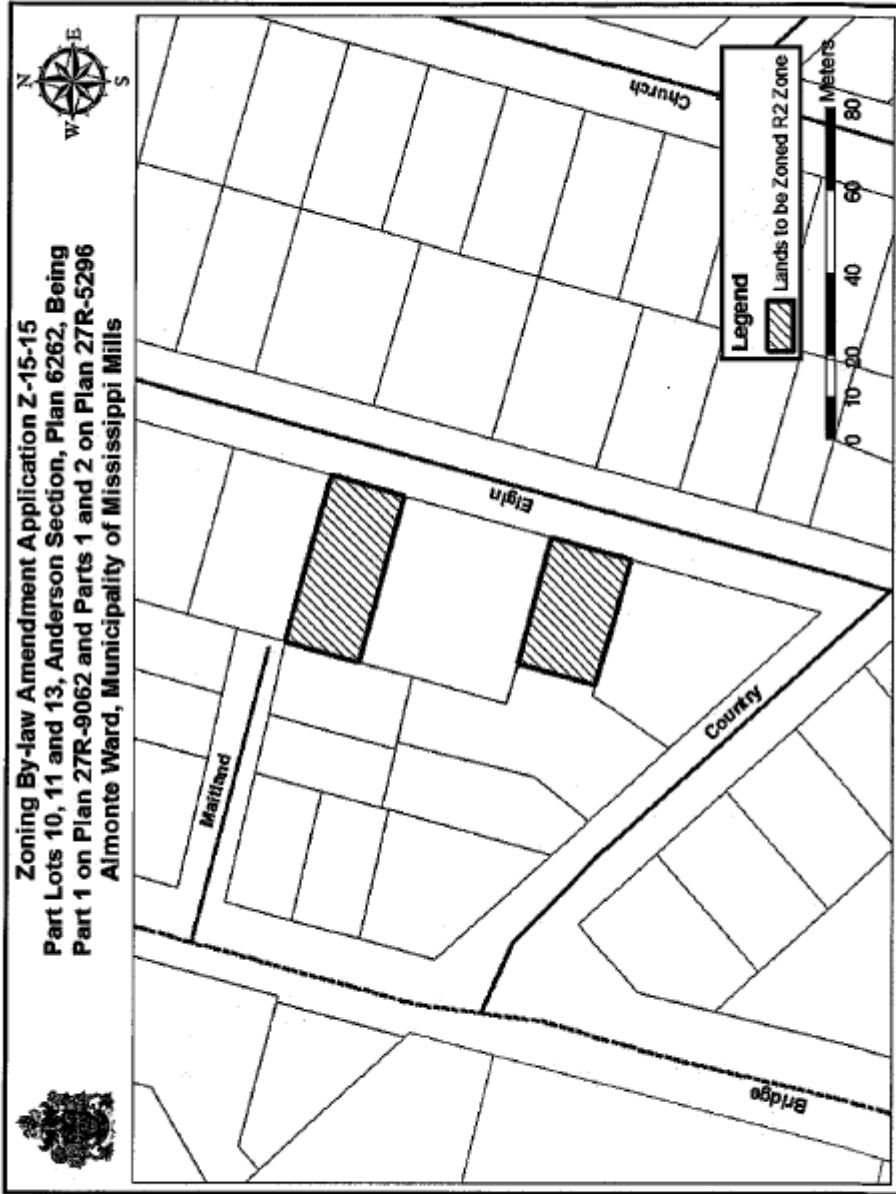 Zoning By-law Amendment Application Z-15-15
Part Lots 10, 11 and 13, Anderson Section, Plan 6262, Being
Part 1 on Plan 27R-9062 and Parts 1 and 2 on Plan 27R-5296
Almonte Ward, Municipality of Mississippi Mills
N
W E
S
Maitland
Elgin
Church
Country
Bridge
Legend
Lands to be Zoned R2 Zone
0 10 20 40 60 80
Meters